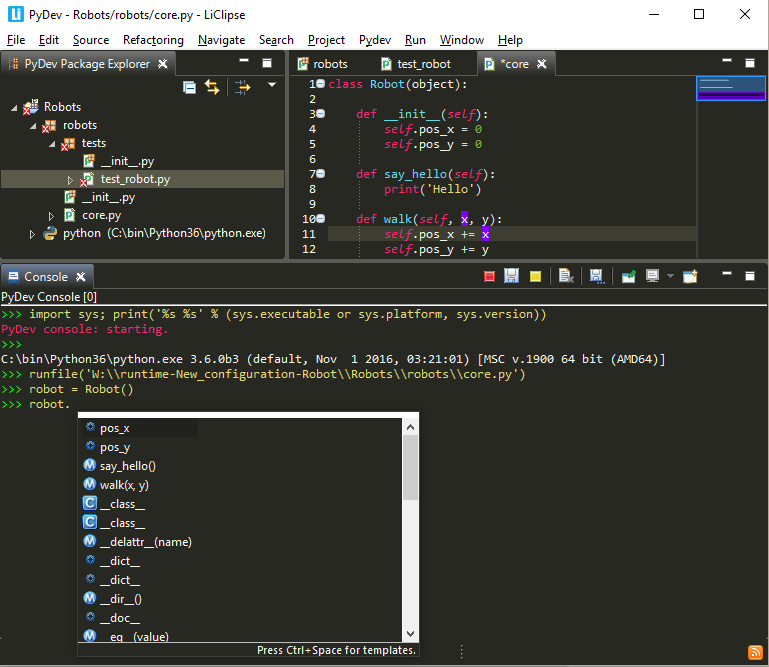 PyDev - Robots/robots/core.py - LiClipse
File Edit Source Refactoring Navigate Search Project Pydev Run Window Help
PyDev Package Explorer
Robots
robots
tests
__init__.py
test_robot.py
__init__.py
core.py
python (C:\bin\Python36\python.exe)
robots test_robot *core
1 class Robot(object):
2
3 def __init__(self):
4 self.pos_x = 0
5 self.pos_y = 0
6
7 def say_hello(self):
8 print('Hello')
9
10 def walk(self, x, y):
11 self.pos_x += x
12 self.pos_y += y
Console
PyDev Console [0]
>>> import sys; print('%s %s' % (sys.executable or sys.platform, sys.version))
PyDev console: starting.
>>>
C:\bin\Python36\python.exe 3.6.0b3 (default, Nov  1 2016, 03:21:01) [MSC v.1900 64 bit (AMD64)]
>>> runfile('W:\\runtime-New_configuration-Robot\\Robots\\robots\\core.py')
>>> robot = Robot()
>>> robot.
pos_x
pos_y
M say_hello()
M walk(x, y)
C __class__
C __class__
M __delattr__(name)
__dict__
__dict__
M __dir__()
__doc__
M __eq__(value)
Press Ctrl+Space for templates.